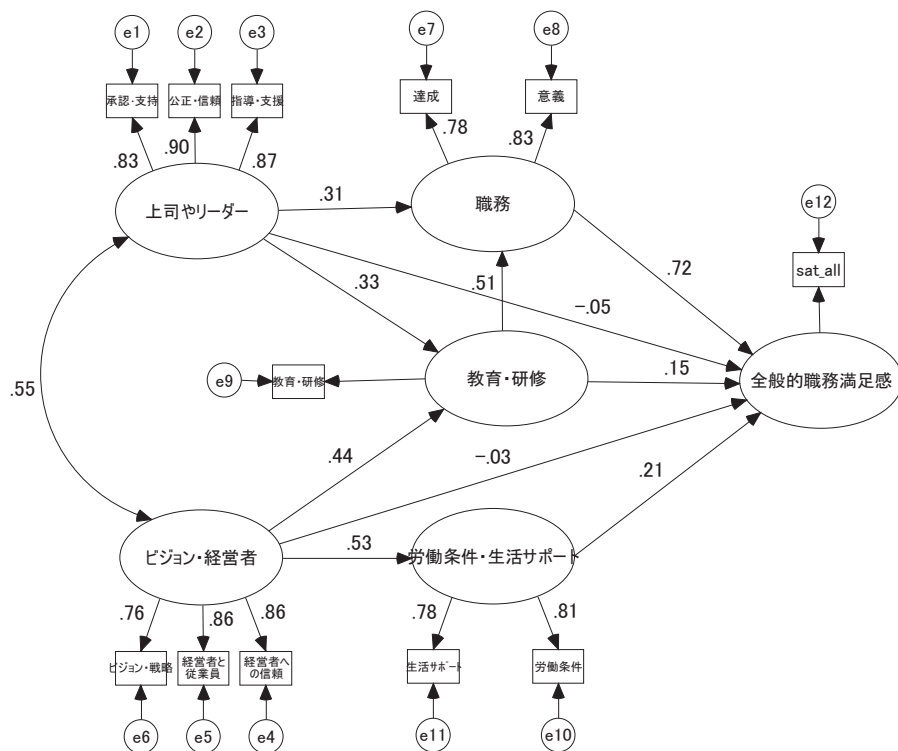 e1
e2
e3
e7
e8
承認・支持
公正・信頼
指導・支援
達成
意義
.83
.90
.87
.78
.83
上司やリーダー
.31
職務
e12
sat_all
.72
.33
.51
-.05
.55
e9
教育・研修
教育・研修
.15
全般的職務満足感
.44
-.03
.21
ビジョン・経営者
.53
労働条件・生活サポート
.76
.86
.86
.78
.81
ビジョン・戦略
経営者と
従業員
経営者へ
の信頼
生活サポート
労働条件
e6
e5
e4
e11
e10